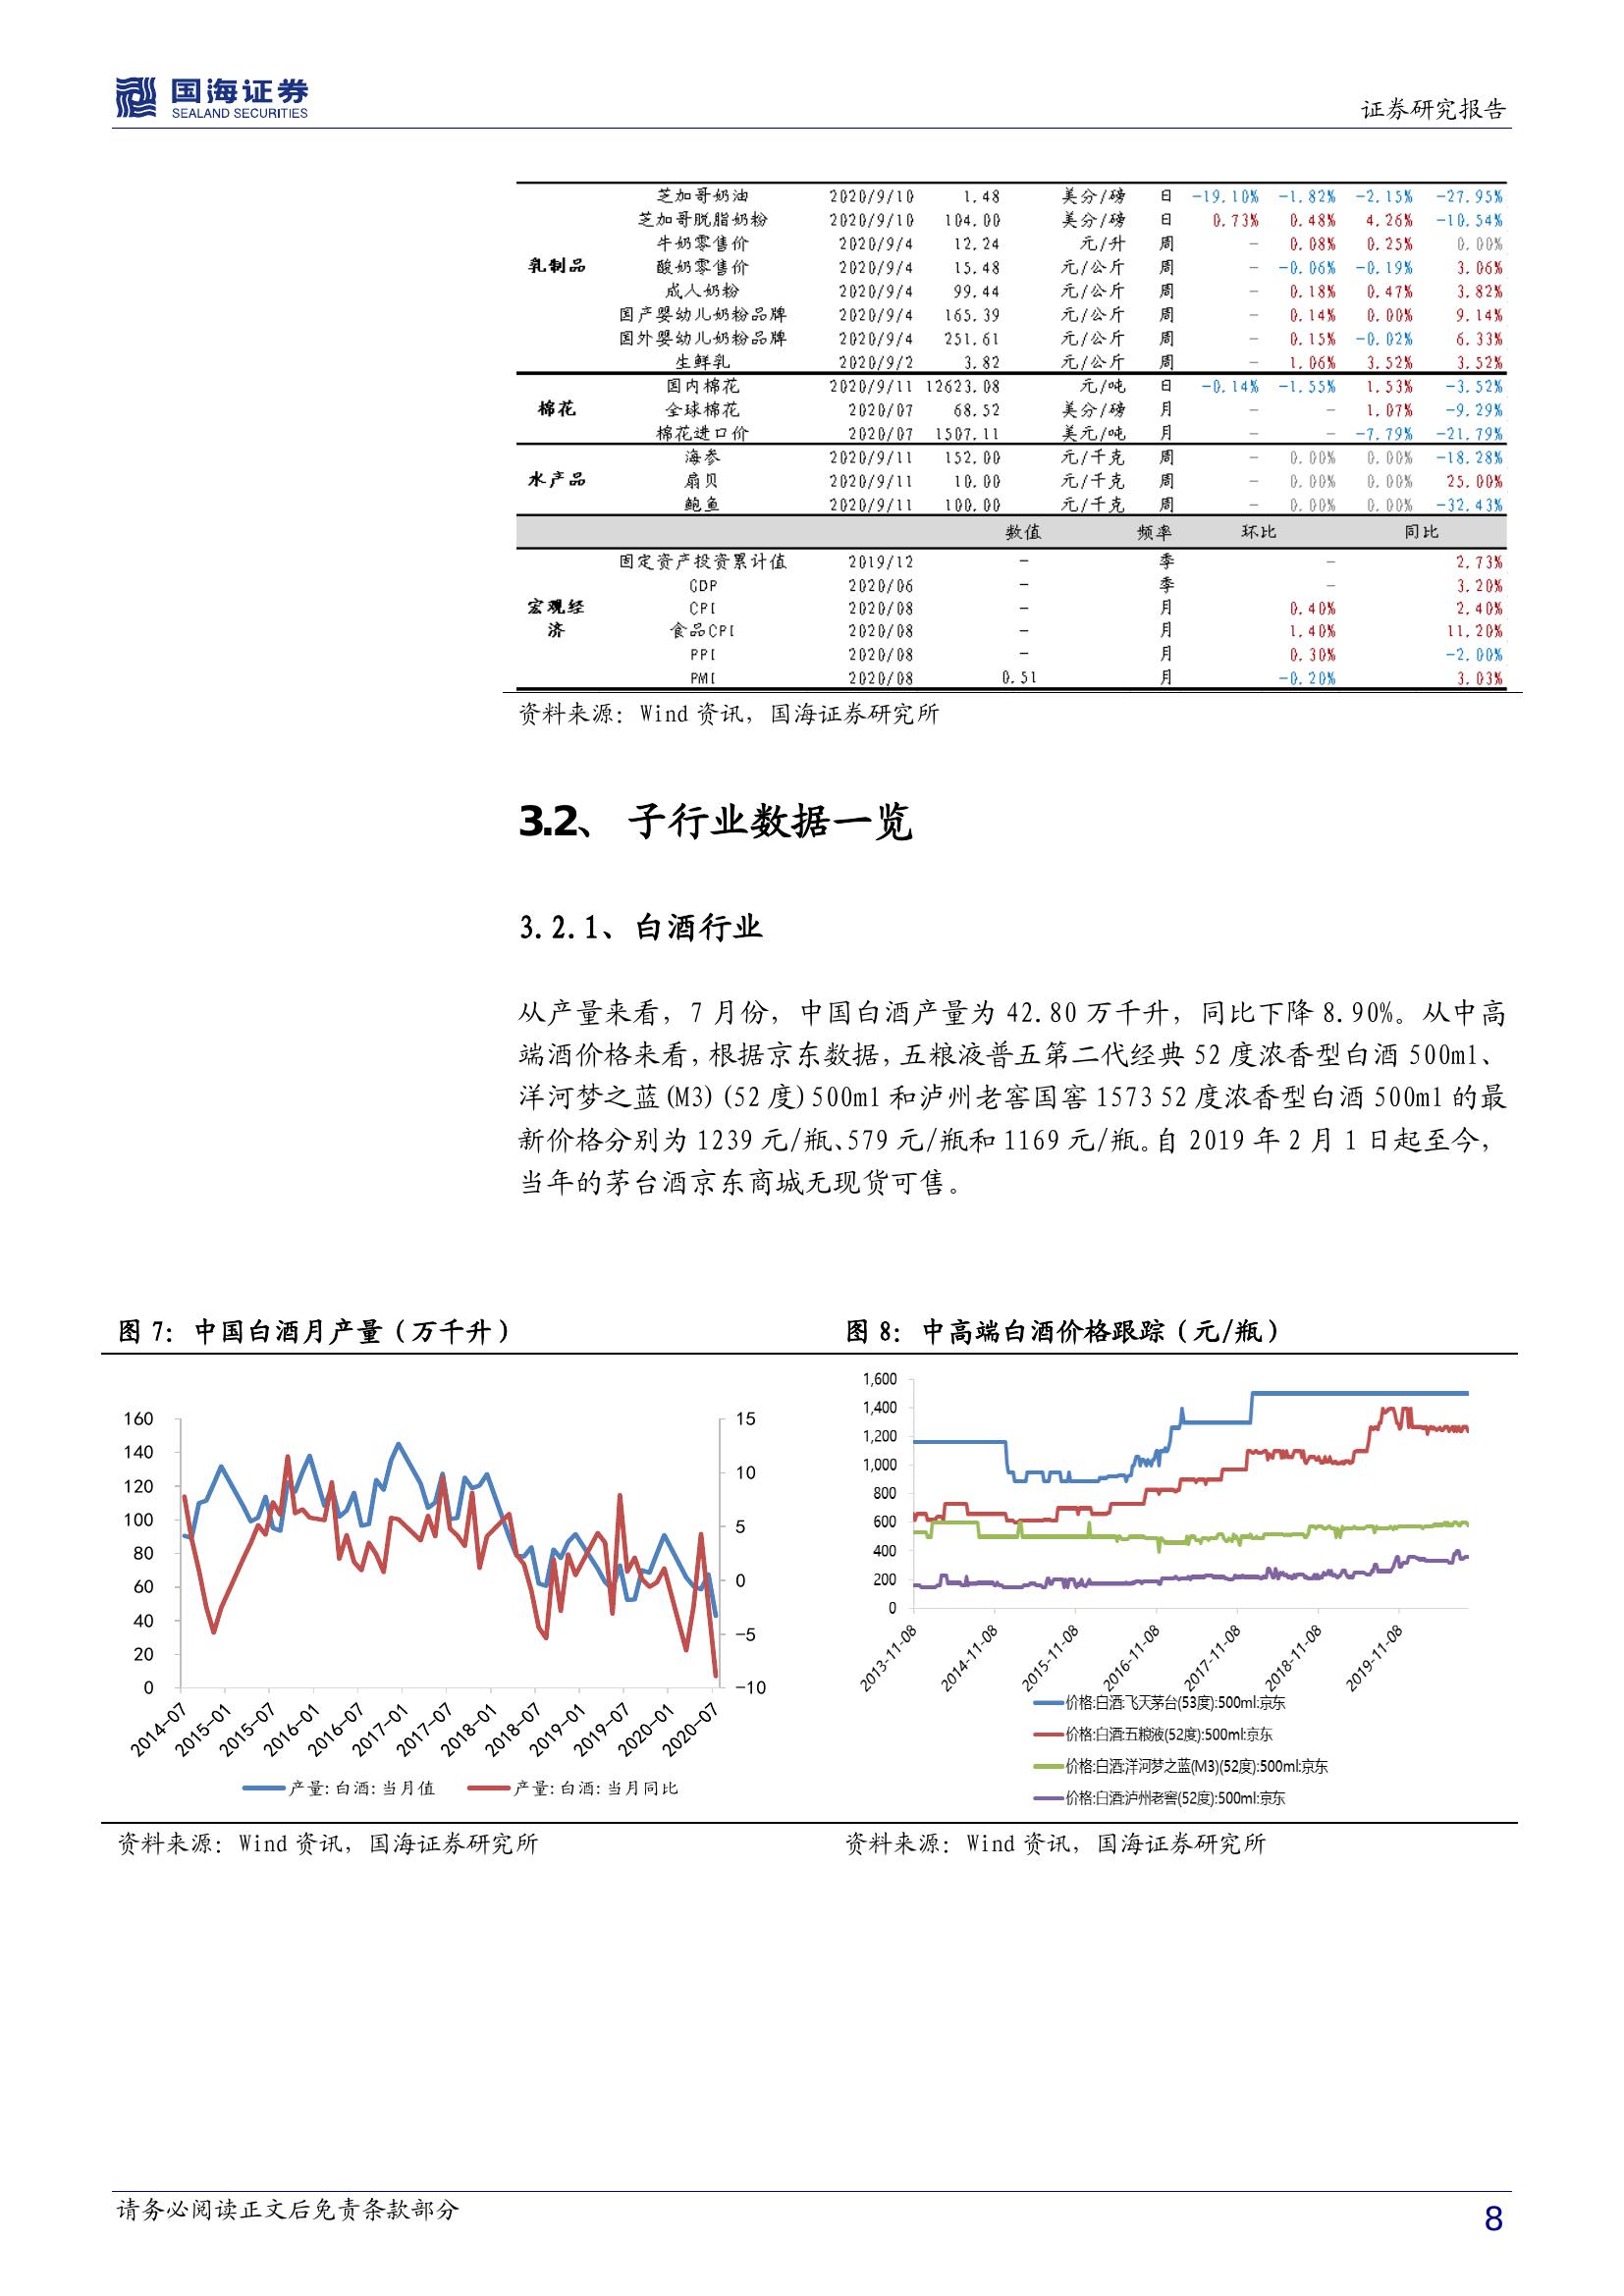 国海证券
SEALAND SECURITIES
证券研究报告
芝加哥奶油 2020/9/10 1.48 美分/磅 日 -19.10% -1.82% -2.15% -27.95%
芝加哥脱脂奶粉 2020/9/10 104.00 美分/磅 日 0.73% 0.48% 4.26% -10.54%
牛奶零售价 2020/9/4 12.24 元/升 周 - 0.08% 0.25% 0.00%
乳制品 酸奶零售价 2020/9/4 15.48 元/公斤 周 - -0.06% -0.19% 3.06%
成人奶粉 2020/9/4 99.44 元/公斤 周 - 0.18% 0.47% 3.82%
国产婴幼儿奶粉品牌 2020/9/4 165.39 元/公斤 周 - 0.14% 0.00% 9.14%
国外婴幼儿奶粉品牌 2020/9/4 251.61 元/公斤 周 - 0.15% -0.02% 6.33%
生鲜乳 2020/9/2 3.82 元/公斤 周 - 1.06% 3.52% 3.52%
国内棉花 2020/9/11 12623.08 元/吨 日 -0.14% -1.55% 1.53% -3.52%
棉花 全球棉花 2020/07 68.52 美分/磅 月 - - 1.07% -9.29%
棉花进口价 2020/07 1507.11 美元/吨 月 - - -7.79% -21.79%
海参 2020/9/11 152.00 元/千克 周 - 0.00% 0.00% -18.28%
水产品 扇贝 2020/9/11 10.00 元/千克 周 - 0.00% 0.00% 25.00%
鲍鱼 2020/9/11 100.00 元/千克 周 - 0.00% 0.00% -32.43%
数值 频率 环比 同比
固定资产投资累计值 2019/12 - 季 - 2.73%
GDP 2020/06 - 季 - 3.20%
宏观经 CPI 2020/08 - 月 0.40% 2.40%
济 食品CPI 2020/08 - 月 1.40% 11.20%
PPI 2020/08 - 月 0.30% -2.00%
PMI 2020/08 0.51 月 -0.20% 3.03%
资料来源：Wind 资讯，国海证券研究所
3.2、 子行业数据一览
3.2.1、白酒行业
从产量来看，7 月份，中国白酒产量为 42.80 万千升，同比下降 8.90%。从中高
端酒价格来看，根据京东数据，五粮液普五第二代经典 52 度浓香型白酒 500ml、
洋河梦之蓝(M3)(52 度)500ml 和泸州老窖国窖 1573 52 度浓香型白酒 500ml 的最
新价格分别为 1239 元/瓶、579 元/瓶和 1169 元/瓶。自 2019 年 2 月 1 日起至今，
当年的茅台酒京东商城无现货可售。
图 7：中国白酒月产量（万千升）
160
140
120
100
80
60
40
20
0
15
10
5
0
-5
-10
2014-07 2015-01 2015-07 2016-01 2016-07 2017-01 2017-07 2018-01 2018-07 2019-01 2019-07 2020-01 2020-07
产量:白酒:当月值 产量:白酒:当月同比
图 8：中高端白酒价格跟踪（元/瓶）
1,600
1,400
1,200
1,000
800
600
400
200
0
2013-11-08 2014-11-08 2015-11-08 2016-11-08 2017-11-08 2018-11-08 2019-11-08
价格:白酒:飞天茅台(53度):500ml:京东
价格:白酒:五粮液(52度):500ml:京东
价格:白酒:洋河梦之蓝(M3)(52度):500ml:京东
价格:白酒:泸州老窖(52度):500ml:京东
资料来源：Wind 资讯，国海证券研究所
资料来源：Wind 资讯，国海证券研究所
请务必阅读正文后免责条款部分
8